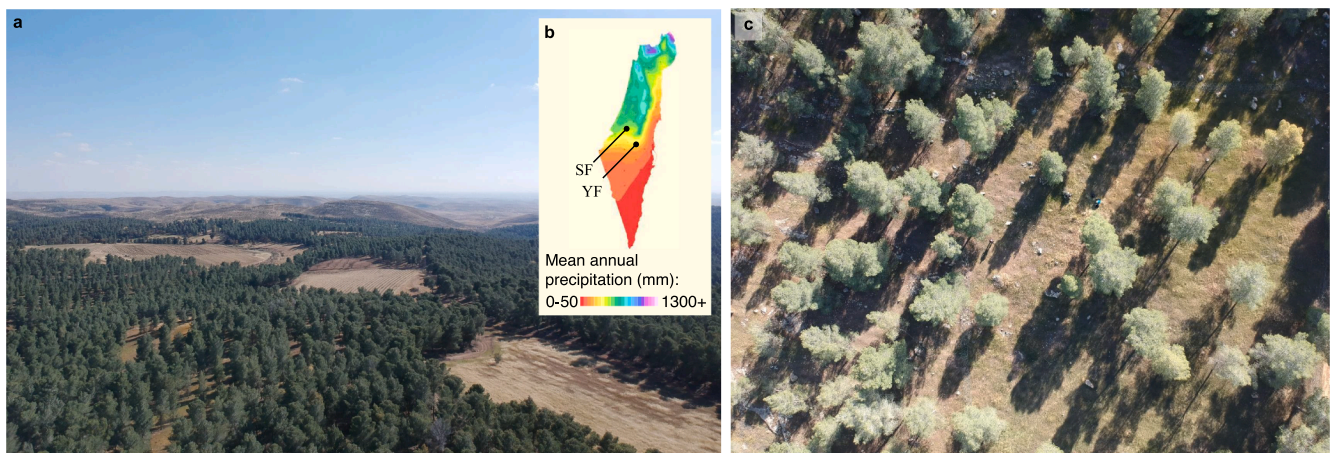 a
b
SF
YF
Mean annual
precipitation (mm):
0-50 1300+
c